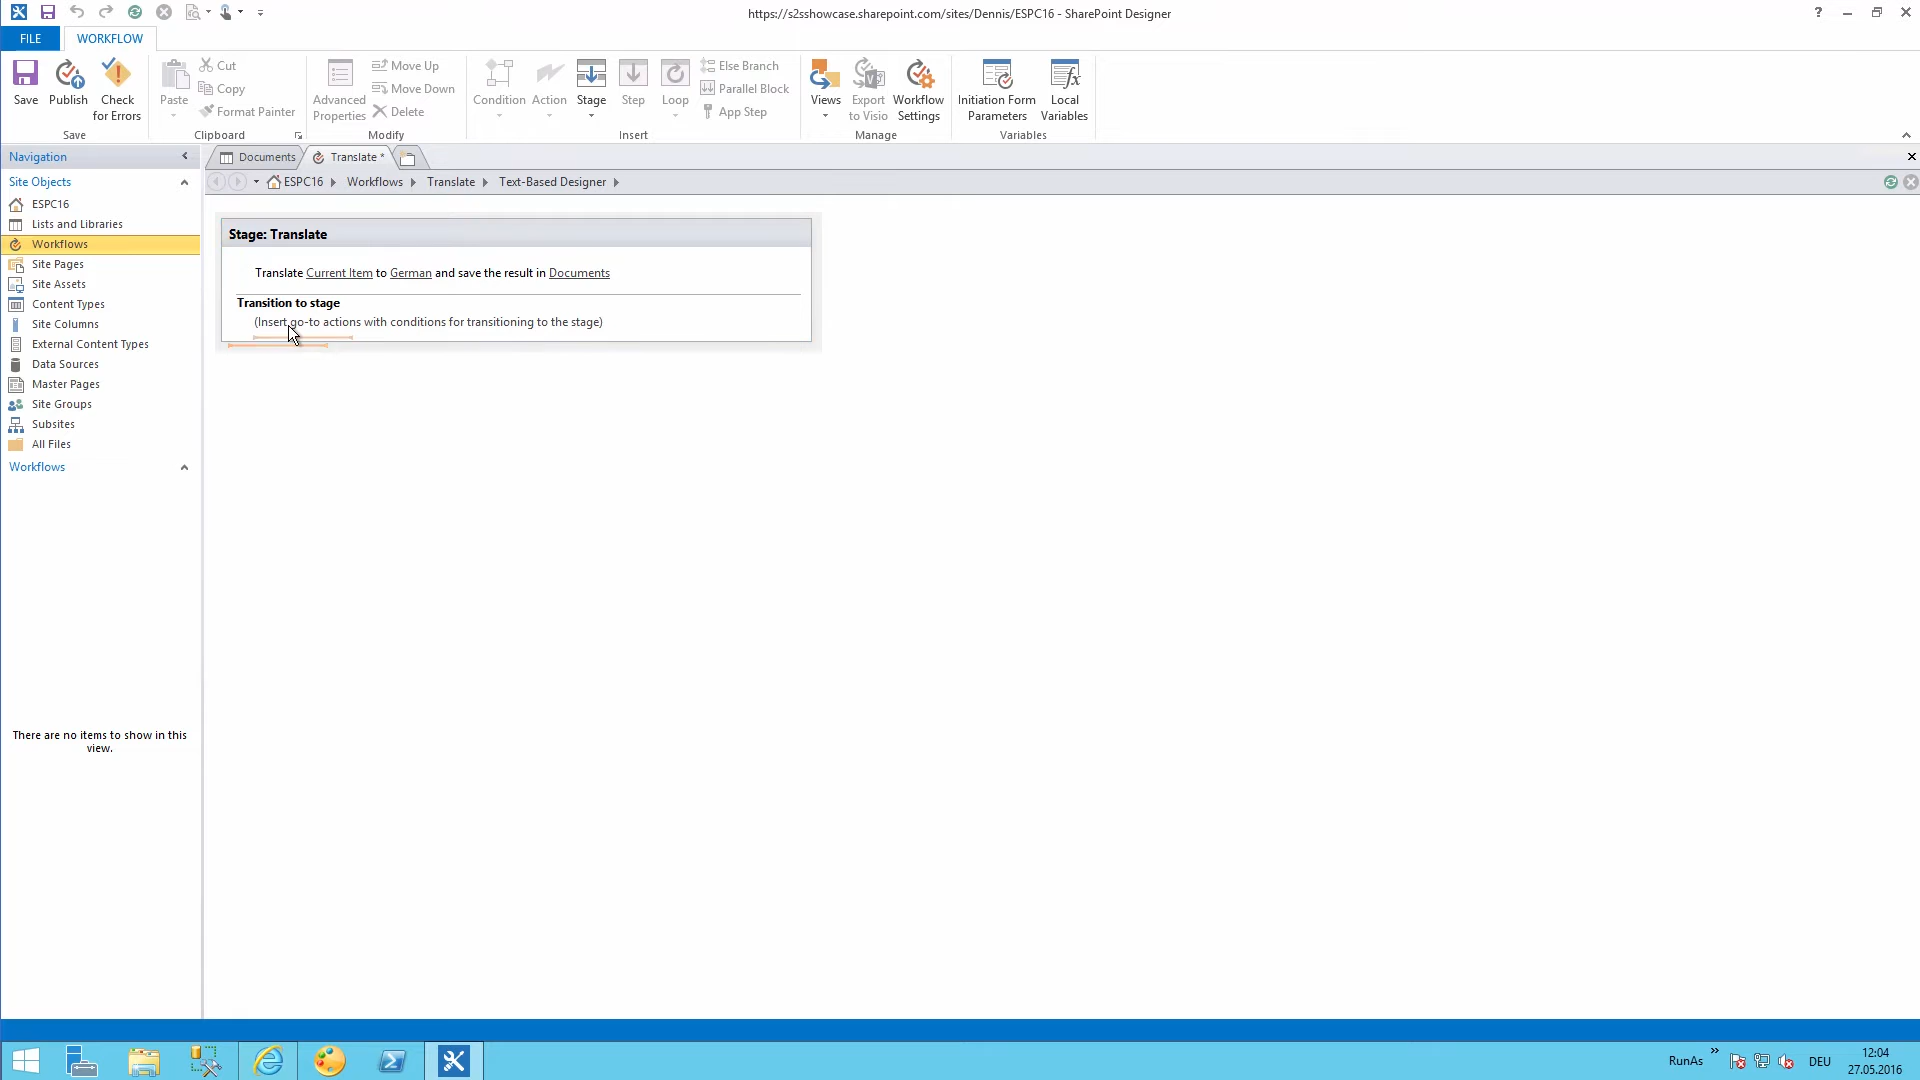 https://s2sshowcase.sharepoint.com/sites/Dennis/ESPC16 - SharePoint Designer
?
FILE
WORKFLOW
Save
Publish
Check
for Errors
Save
Paste
Cut
Copy
Format Painter
Clipboard
Advanced
Properties
Move Up
Move Down
Delete
Modify
Condition
Action
Stage
Step
Loop
Else Branch
Parallel Block
App Step
Insert
Views
Export
to Visio
Workflow
Settings
Manage
Initiation Form
Parameters
Local
Variables
Variables
Navigation
Documents
Translate *
Site Objects
ESPC16
Workflows
Translate
Text-Based Designer
ESPC16
Lists and Libraries
Workflows
Site Pages
Site Assets
Content Types
Site Columns
External Content Types
Data Sources
Master Pages
Site Groups
Subsites
All Files
Workflows
There are no items to show in this
view.
Stage: Translate
Translate Current Item to German and save the result in Documents
Transition to stage
(Insert go-to actions with conditions for transitioning to the stage)
RunAs
DEU
12:04
27.05.2016